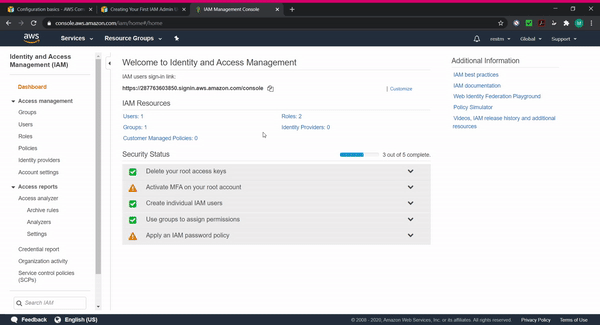 Configuration basics - AWS Com
Creating Your First IAM Admin U
IAM Management Console
console.aws.amazon.com/iam/home#/home
aws
Services
Resource Groups
Global
Support
Identity and Access
Management (IAM)
Dashboard
Access management
Groups
Users
Roles
Policies
Identity providers
Account settings
Access reports
Access analyzer
Archive rules
Analyzers
Settings
Credential report
Organization activity
Service control policies
(SCPs)
Search IAM
Welcome to Identity and Access Management
IAM users sign-in link:
https://287763603850.signin.aws.amazon.com/console
Customize
IAM Resources
Users: 1
Roles: 2
Groups: 1
Identity Providers: 0
Customer Managed Policies: 0
Security Status
3 out of 5 complete.
Delete your root access keys
Activate MFA on your root account
Create individual IAM users
Use groups to assign permissions
Apply an IAM password policy
Additional Information
IAM best practices
IAM documentation
Web Identity Federation Playground
Policy Simulator
Videos, IAM release history and additional
resources
Feedback
English (US)
© 2008 - 2020, Amazon Web Services, Inc. or its affiliates. All rights reserved.
Privacy Policy
Terms of Use